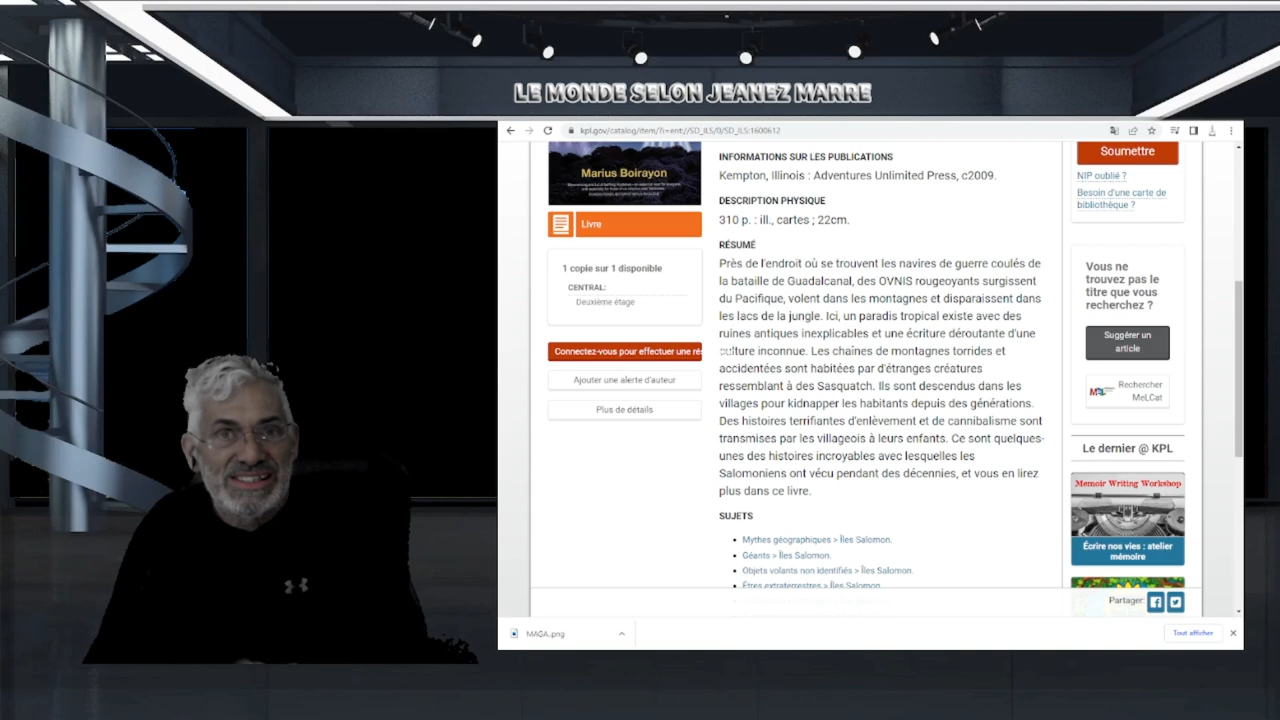 LE MONDE SELON JEANEZ MARRE
kpl.gov/catalog/item/?i=ent://SD_ILS/0/SD_ILS:1600612
Marius Boirayon
Livre
1 copie sur 1 disponible
CENTRAL:
Deuxième étage
Connectez-vous pour effectuer une rés
Ajouter une alerte d'auteur
Plus de détails
INFORMATIONS SUR LES PUBLICATIONS
Kempton, Illinois : Adventures Unlimited Press, c2009.
DESCRIPTION PHYSIQUE
310 p. : ill., cartes ; 22cm.
RÉSUMÉ
Près de l'endroit où se trouvent les navires de guerre coulés de
la bataille de Guadalcanal, des OVNIS rougeoyants surgissent
du Pacifique, volent dans les montagnes et disparaissent dans
les lacs de la jungle. Ici, un paradis tropical existe avec des
ruines antiques inexplicables et une écriture déroutante d'une
culture inconnue. Les chaînes de montagnes torrides et
accidentées sont habitées par d'étranges créatures
ressemblant à des Sasquatch. Ils sont descendus dans les
villages pour kidnapper les habitants depuis des générations.
Des histoires terrifiantes d'enlèvement et de cannibalisme sont
transmises par les villageois à leurs enfants. Ce sont quelques-
unes des histoires incroyables avec lesquelles les
Salomoniens ont vécu pendant des décennies, et vous en lirez
plus dans ce livre.
SUJETS
Mythes géographiques > Îles Salomon.
Géants > Îles Salomon.
Objets volants non identifiés > Îles Salomon.
Êtres extraterrestres > Îles Salomon.
Soumettre
NIP oublié ?
Besoin d'une carte de
bibliothèque ?
Vous ne
trouvez pas le
titre que vous
recherchez ?
Suggérer un
article
Rechercher
MeLCat
Le dernier @ KPL
Memoir Writing Workshop
Écrire nos vies : atelier
mémoire
Partager:
MAGA.png
Tout afficher